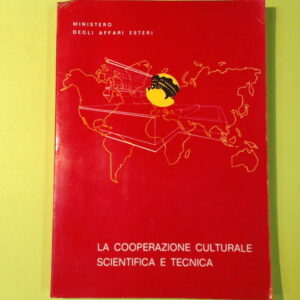 MINISTERO
DEGLI AFFARI ESTERI
LA COOPERAZIONE CULTURALE
SCIENTIFICA E TECNICA